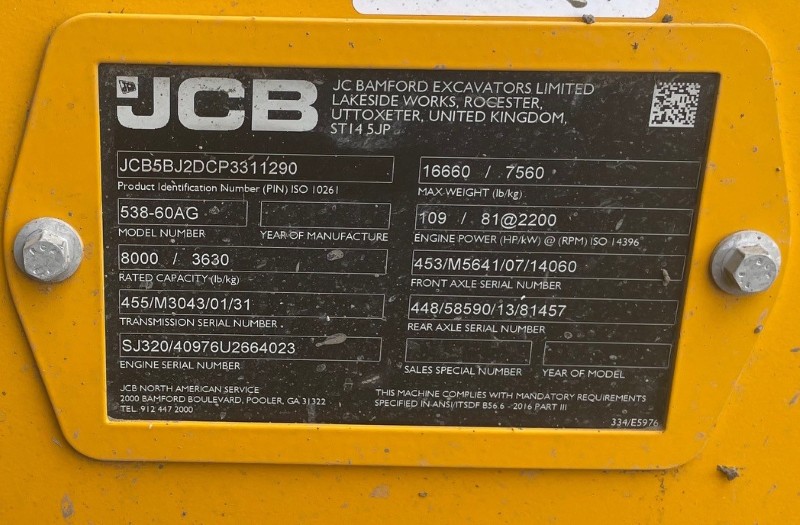 JCB
JC BAMFORD EXCAVATORS LIMITED
LAKESIDE WORKS, ROCESTER,
UTTOXETER, UNITED KINGDOM,
ST14 5JP
JCB5BJ2DCP3311290
Product Identification Number (PIN) ISO 10261
538-60AG
MODEL NUMBER
YEAR OF MANUFACTURE
8000 / 3630
RATED CAPACITY (lb/kg)
455/M3043/01/31
TRANSMISSION SERIAL NUMBER
SJ320/40976U2664023
ENGINE SERIAL NUMBER
16660 / 7560
MAX WEIGHT (lb/kg)
109 / 81@2200
ENGINE POWER (HP/kW) @ (RPM) ISO 14396
453/M5641/07/14060
FRONT AXLE SERIAL NUMBER
448/58590/13/81457
REAR AXLE SERIAL NUMBER
SALES SPECIAL NUMBER
YEAR OF MODEL
JCB NORTH AMERICAN SERVICE
2000 BAMFORD BOULEVARD, POOLER, GA 31322
TEL. 912 447 2000
THIS MACHINE COMPLIES WITH MANDATORY REQUIREMENTS
SPECIFIED IN ANSI/ITSDF B56.6 - 2016 PART III
334/E5976